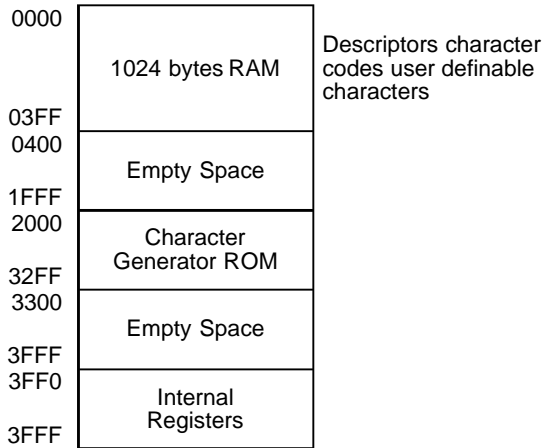 0000
1024 bytes RAM
Descriptors character
codes user definable
characters
03FF
0400
Empty Space
1FFF
2000
Character
Generator ROM
32FF
3300
Empty Space
3FFF
3FF0
Internal
Registers
3FFF